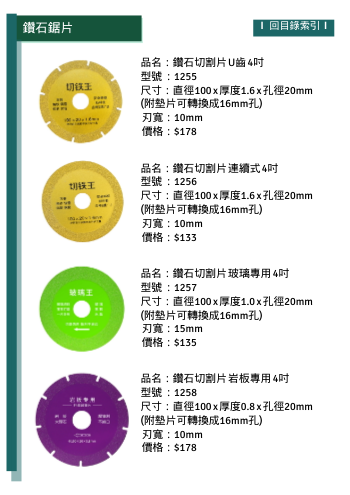 鑽石鋸片
I 回目錄索引 I
切铁王
品名：鑽石切割片U齒4吋
型號：1255
尺寸：直徑100x厚度1.6x孔徑20mm
(附墊片可轉換成16mm孔)
刃寬：10mm
價格：$178
切铁王
品名：鑽石切割片連續式4吋
型號：1256
尺寸：直徑100x厚度1.6x孔徑20mm
(附墊片可轉換成16mm孔)
刃寬：10mm
價格：$133
玻璃王
品名：鑽石切割片玻璃專用4吋
型號：1257
尺寸：直徑100x厚度1.0x孔徑20mm
(附墊片可轉換成16mm孔)
刃寬：15mm
價格：$135
岩板专用
品名：鑽石切割片岩板專用4吋
型號：1258
尺寸：直徑100x厚度0.8x孔徑20mm
(附墊片可轉換成16mm孔)
刃寬：10mm
價格：$178